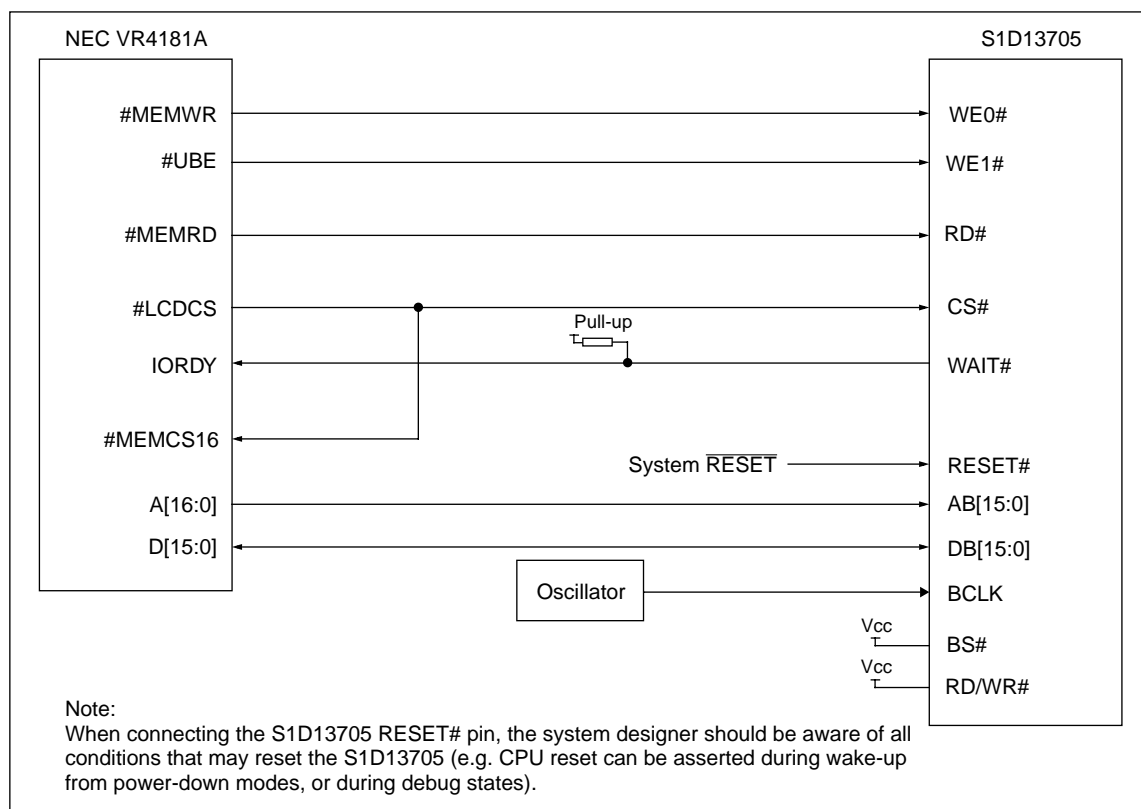 NEC VR4181A
S1D13705
#MEMWR
WE0#
#UBE
WE1#
#MEMRD
RD#
#LCDCS
CS#
Pull-up
IORDY
WAIT#
#MEMCS16
System RESET
RESET#
A[16:0]
AB[15:0]
D[15:0]
DB[15:0]
Oscillator
BCLK
Vcc
BS#
Vcc
RD/WR#
Note:
When connecting the S1D13705 RESET# pin, the system designer should be aware of all
conditions that may reset the S1D13705 (e.g. CPU reset can be asserted during wake-up
from power-down modes, or during debug states).